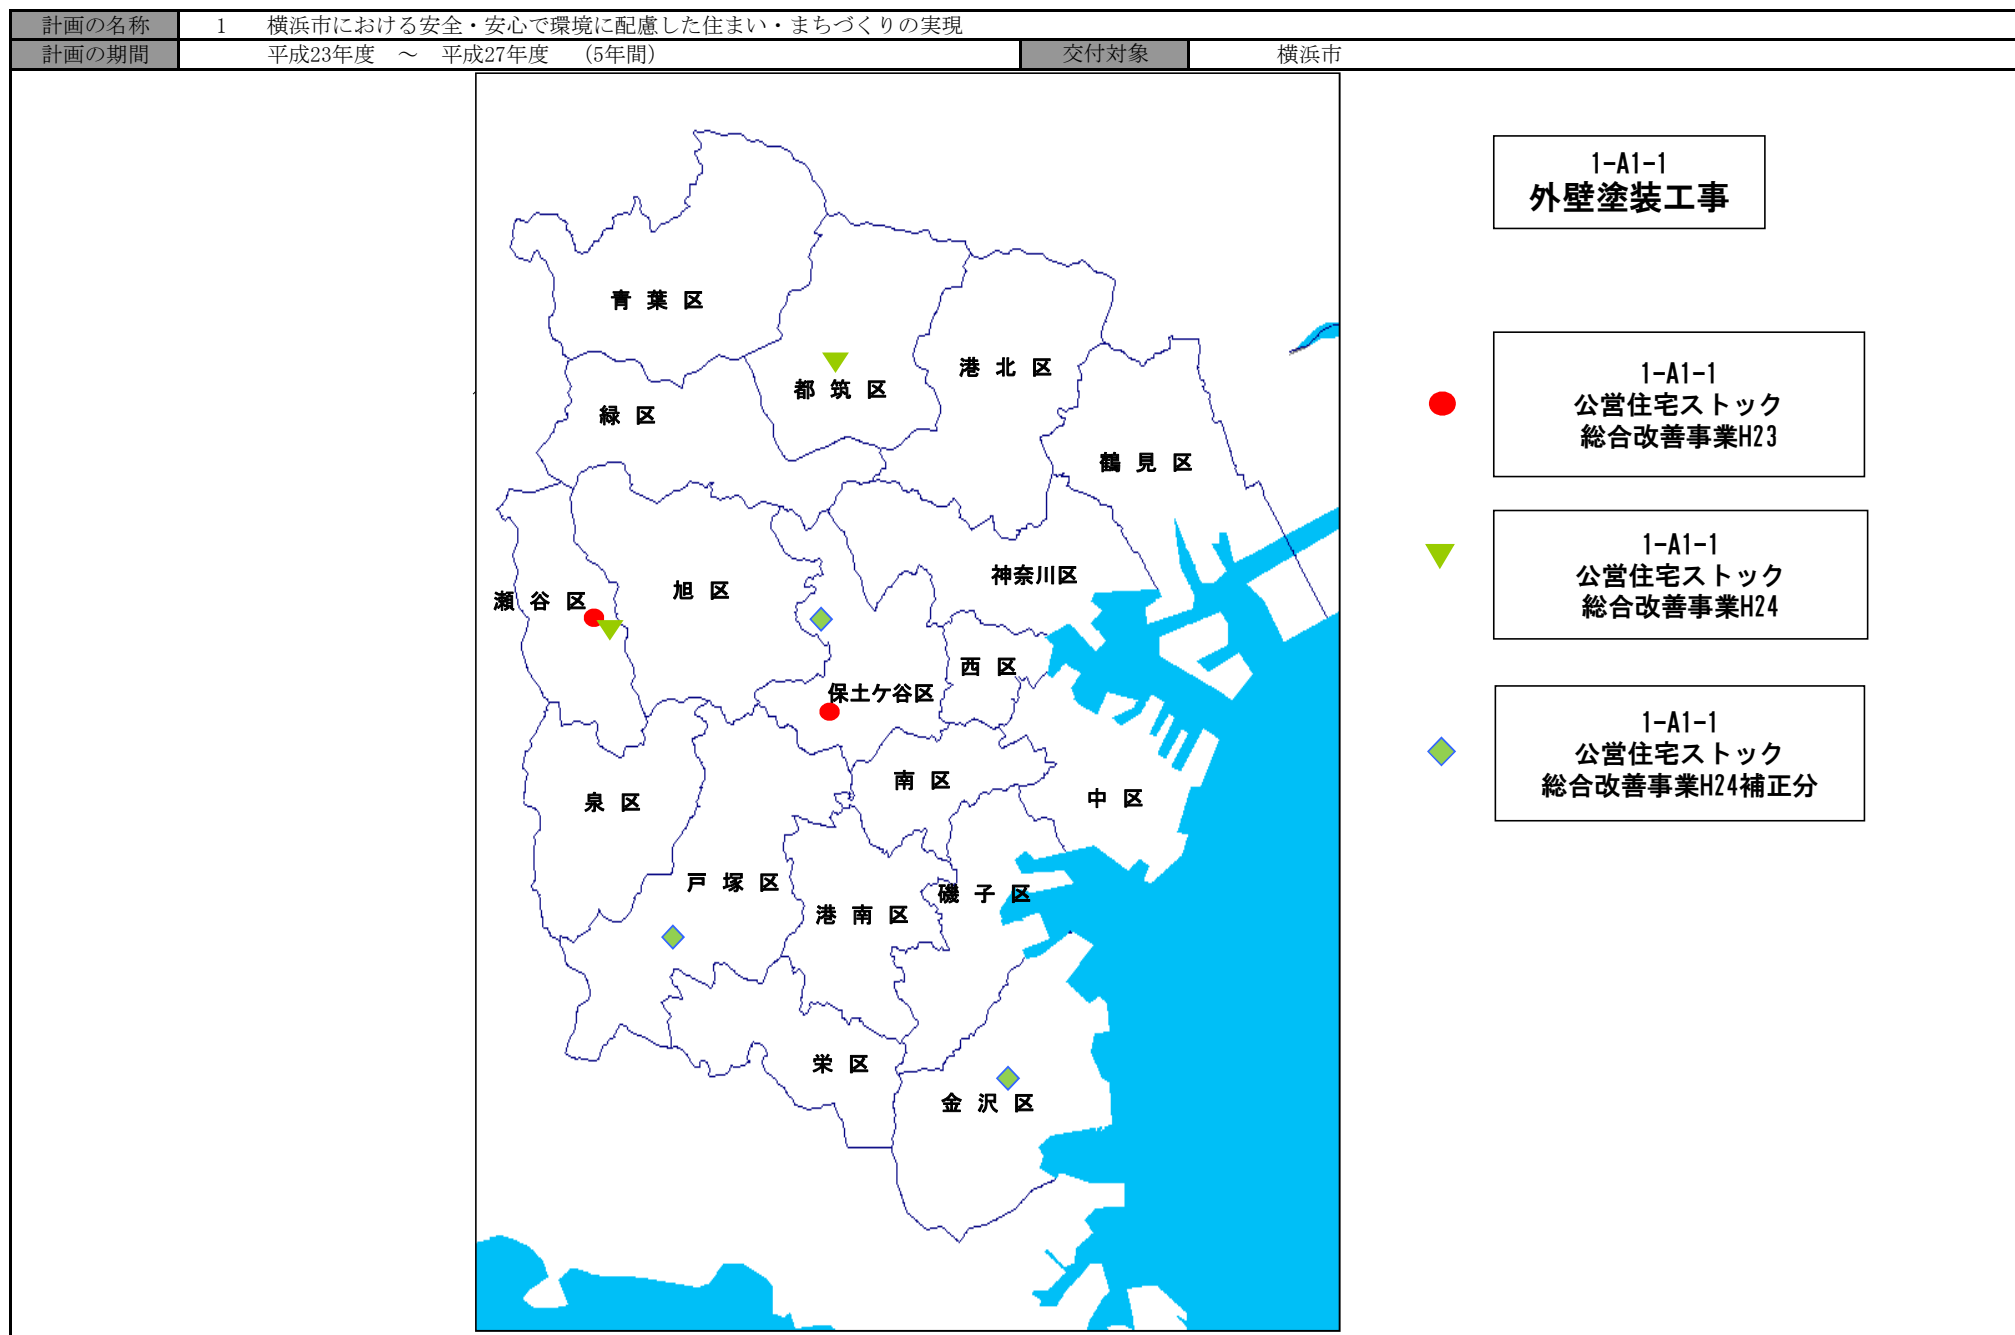 計画の名称 1 横浜市における安全・安心で環境に配慮した住まい・まちづくりの実現
計画の期間 平成23年度 ～ 平成27年度 (5年間) 交付対象 横浜市
1-A1-1
外壁塗装工事
青葉区
港北区
都筑区
緑区
鶴見区
神奈川区
旭区
瀬谷区
西区
保土ケ谷区
南区
中区
泉区
戸塚区
磯子区
港南区
栄区
金沢区
1-A1-1
公営住宅ストック
総合改善事業H23
1-A1-1
公営住宅ストック
総合改善事業H24
1-A1-1
公営住宅ストック
総合改善事業H24補正分